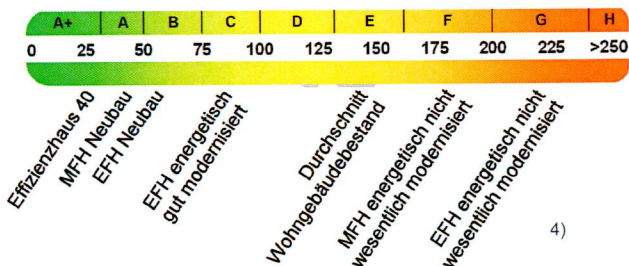 A+ A B C D E F G H
0 25 50 75 100 125 150 175 200 225 >250
Effizienzhaus 40
MFH Neubau
EFH Neubau
EFH energetisch
gut modernisiert
Durchschnitt
Wohngebäudebestand
MFH energetisch nicht
wesentlich modernisiert
EFH energetisch nicht
wesentlich modernisiert
4)